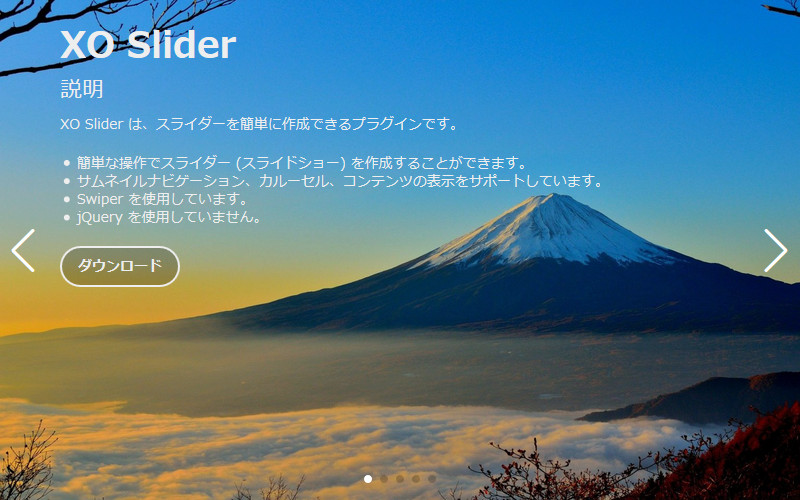 XO Slider
説明
XO Slider は、スライダーを簡単に作成できるプラグインです。
• 簡単な操作でスライダー (スライドショー) を作成することができます。
• サムネイルナビゲーション、カルーセル、コンテンツの表示をサポートしています。
• Swiper を使用しています。
• jQuery を使用していません。
ダウンロード